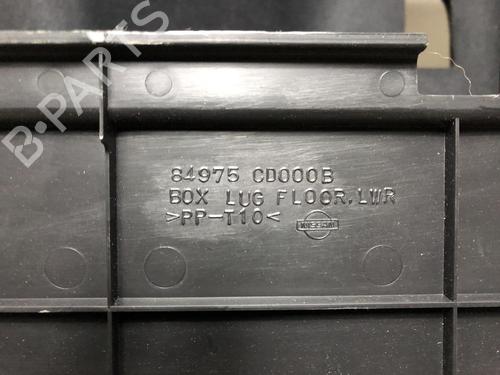 B-PARTS
84975 CD000B
BOX LUG FLOOR,LWR
>PP-T10<
NISSAN